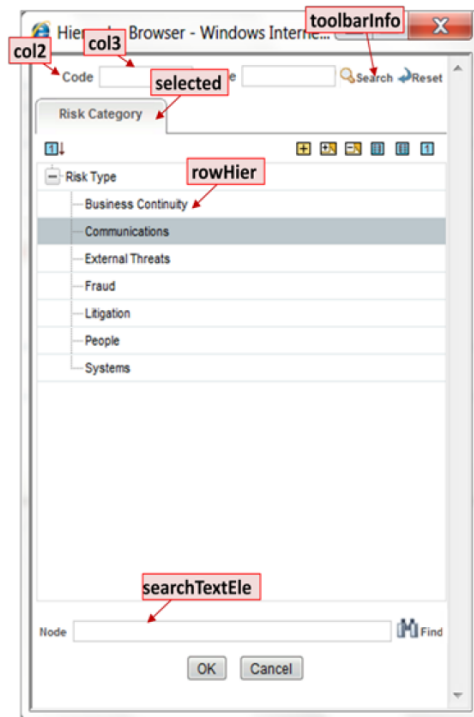 toolbarInfo
Hie Browser - Windows Interne...
col2
col3
Code
e
Search
Reset
selected
Risk Category
Risk Type
rowHier
Business Continuity
Communications
External Threats
Fraud
Litigation
People
Systems
searchTextEle
Node
Find
OK Cancel